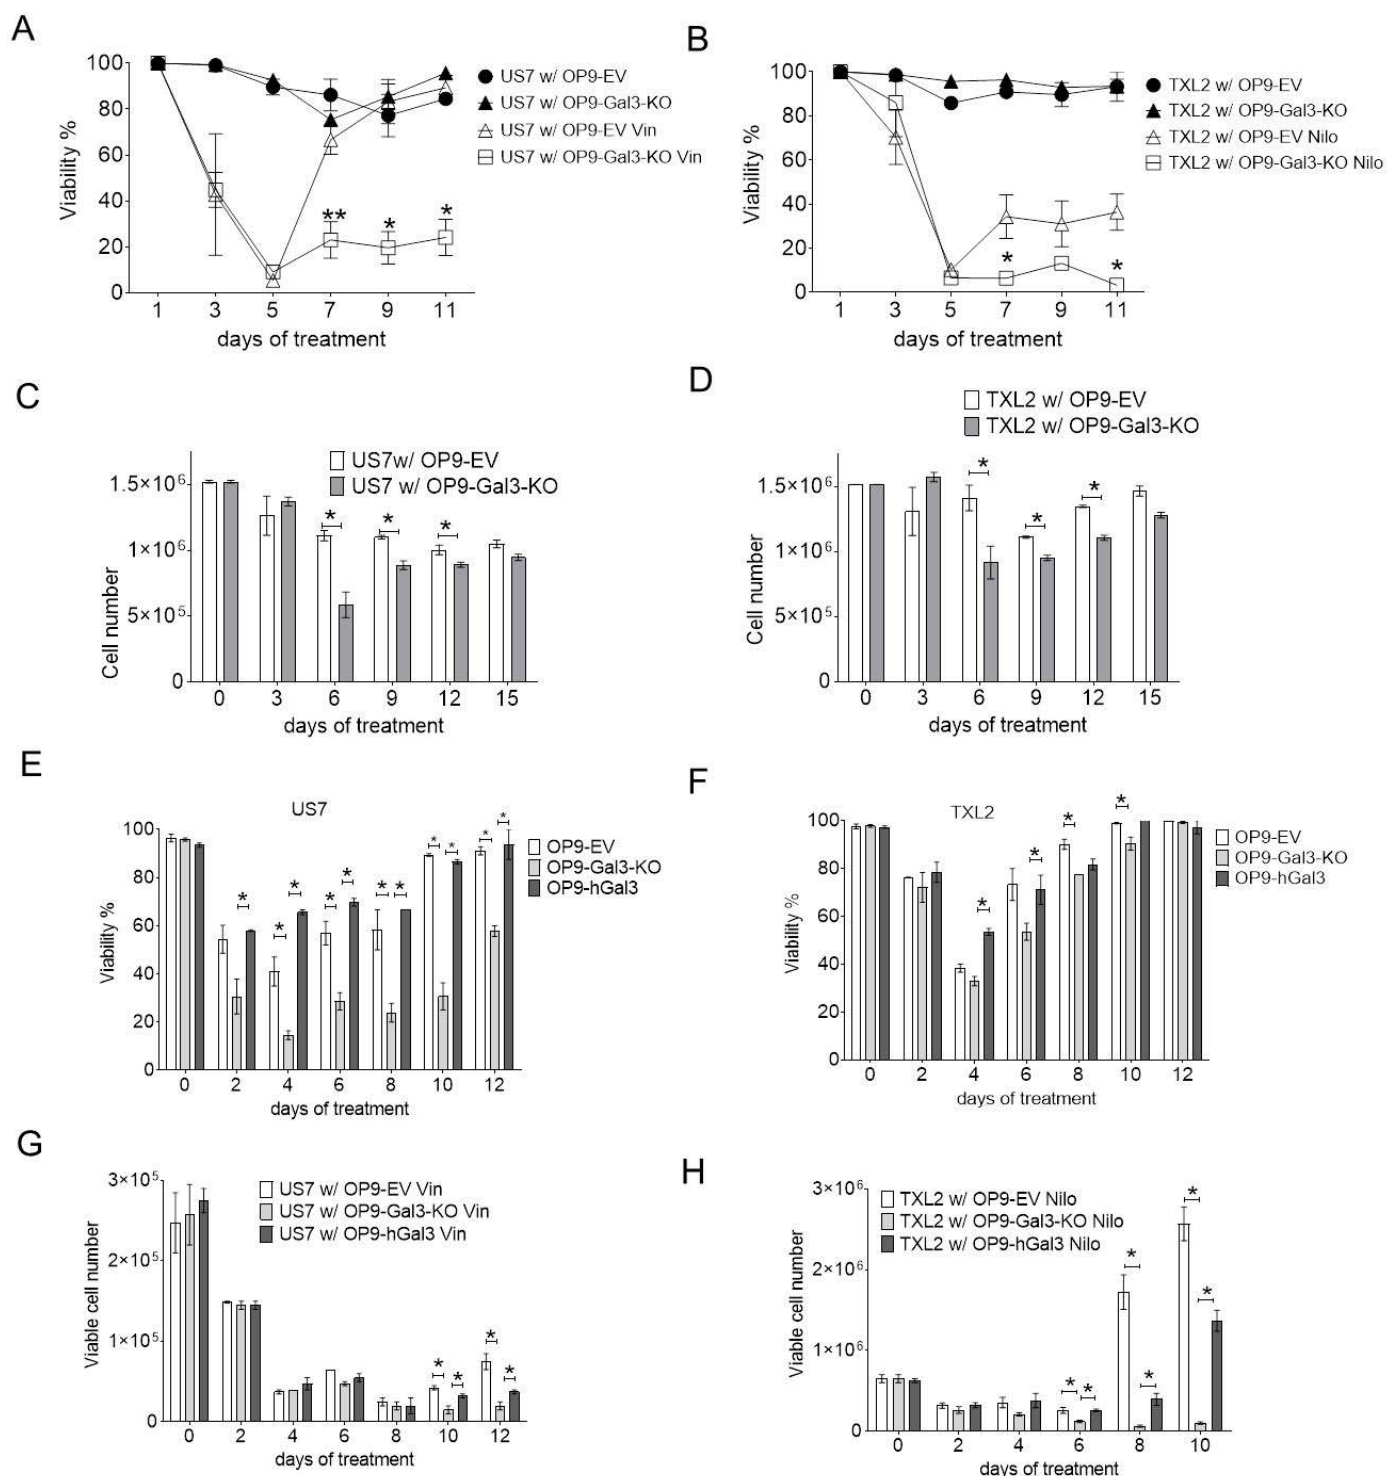 A
100
80
60
40
20
0
Viability %
US7 w/ OP9-EV
US7 w/ OP9-Gal3-KO
US7 w/ OP9-EV Vin
US7 w/ OP9-Gal3-KO Vin
** * *
1 3 5 7 9 11
days of treatment
B
100
80
60
40
20
0
Viability %
TXL2 w/ OP9-EV
TXL2 w/ OP9-Gal3-KO
TXL2 w/ OP9-EV Nilo
TXL2 w/ OP9-Gal3-KO Nilo
* *
1 3 5 7 9 11
days of treatment
C
US7w/ OP9-EV
US7 w/ OP9-Gal3-KO
1.5×10⁶
1×10⁶
5×10⁵
0
Cell number
* * *
0 3 6 9 12 15
days of treatment
D
TXL2 w/ OP9-EV
TXL2 w/ OP9-Gal3-KO
1.5×10⁶
1×10⁶
5×10⁵
0
Cell number
* * *
0 3 6 9 12 15
days of treatment
E
US7
100
80
60
40
20
0
Viability %
OP9-EV
OP9-Gal3-KO
OP9-hGal3
* * * * * * * * * * *
0 2 4 6 8 10 12
days of treatment
F
TXL2
100
80
60
40
20
0
Viability %
OP9-EV
OP9-Gal3-KO
OP9-hGal3
* * * *
0 2 4 6 8 10 12
days of treatment
G
3×10⁵
2×10⁵
1×10⁵
0
Viable cell number
US7 w/ OP9-EV Vin
US7 w/ OP9-Gal3-KO Vin
US7 w/ OP9-hGal3 Vin
* * * *
0 2 4 6 8 10 12
days of treatment
H
3×10⁶
2×10⁶
1×10⁶
0
Viable cell number
TXL2 w/ OP9-EV Nilo
TXL2 w/ OP9-Gal3-KO Nilo
TXL2 w/ OP9-hGal3 Nilo
* * * * * *
0 2 4 6 8 10
days of treatment